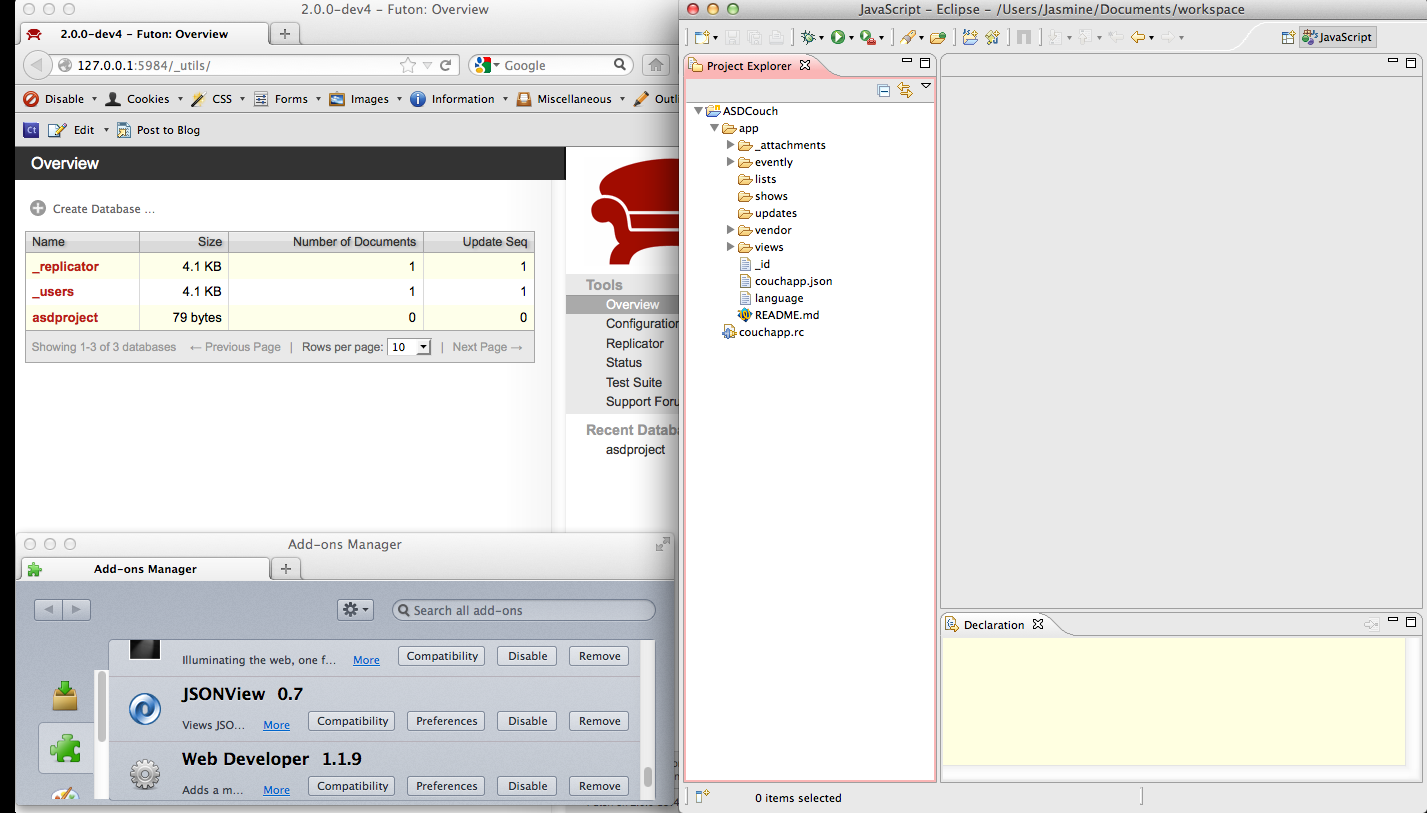 2.0.0-dev4 - Futon: Overview
2.0.0-dev4 - Futon: Overview
127.0.0.1:5984/_utils/
Google
Disable Cookies CSS Forms Images Information Miscellaneous Outli
Ct Edit Post to Blog
Overview
Create Database ...
Name Size Number of Documents Update Seq
_replicator 4.1 KB 1 1
_users 4.1 KB 1 1
asdproject 79 bytes 0 0
Showing 1-3 of 3 databases ← Previous Page | Rows per page: 10 | Next Page →
Tools
Overview
Configuration
Replicator
Status
Test Suite
Support Foru
Recent Databa
asdproject
Add-ons Manager
Add-ons Manager
Search all add-ons
Illuminating the web, one f... More Compatibility Disable Remove
JSONView 0.7
Views JSO... More Compatibility Preferences Disable Remove
Web Developer 1.1.9
Adds a m... More Compatibility Preferences Disable Remove
JavaScript - Eclipse - /Users/Jasmine/Documents/workspace
JavaScript
Project Explorer
ASDCouch
app
_attachments
evently
lists
shows
updates
vendor
views
_id
couchapp.json
language
README.md
couchapp.rc
Declaration
0 items selected